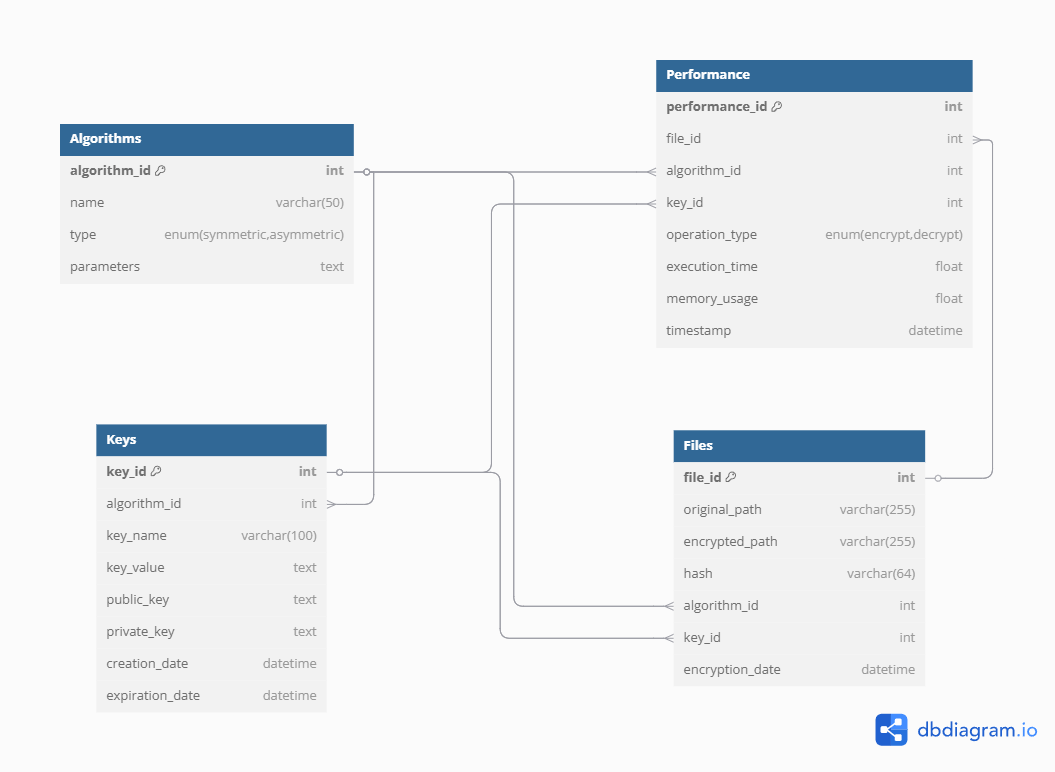 Algorithms
algorithm_id int
name varchar(50)
type enum(symmetric,asymmetric)
parameters text
Performance
performance_id int
file_id int
algorithm_id int
key_id int
operation_type enum(encrypt,decrypt)
execution_time float
memory_usage float
timestamp datetime
Keys
key_id int
algorithm_id int
key_name varchar(100)
key_value text
public_key text
private_key text
creation_date datetime
expiration_date datetime
Files
file_id int
original_path varchar(255)
encrypted_path varchar(255)
hash varchar(64)
algorithm_id int
key_id int
encryption_date datetime
dbdiagram.io